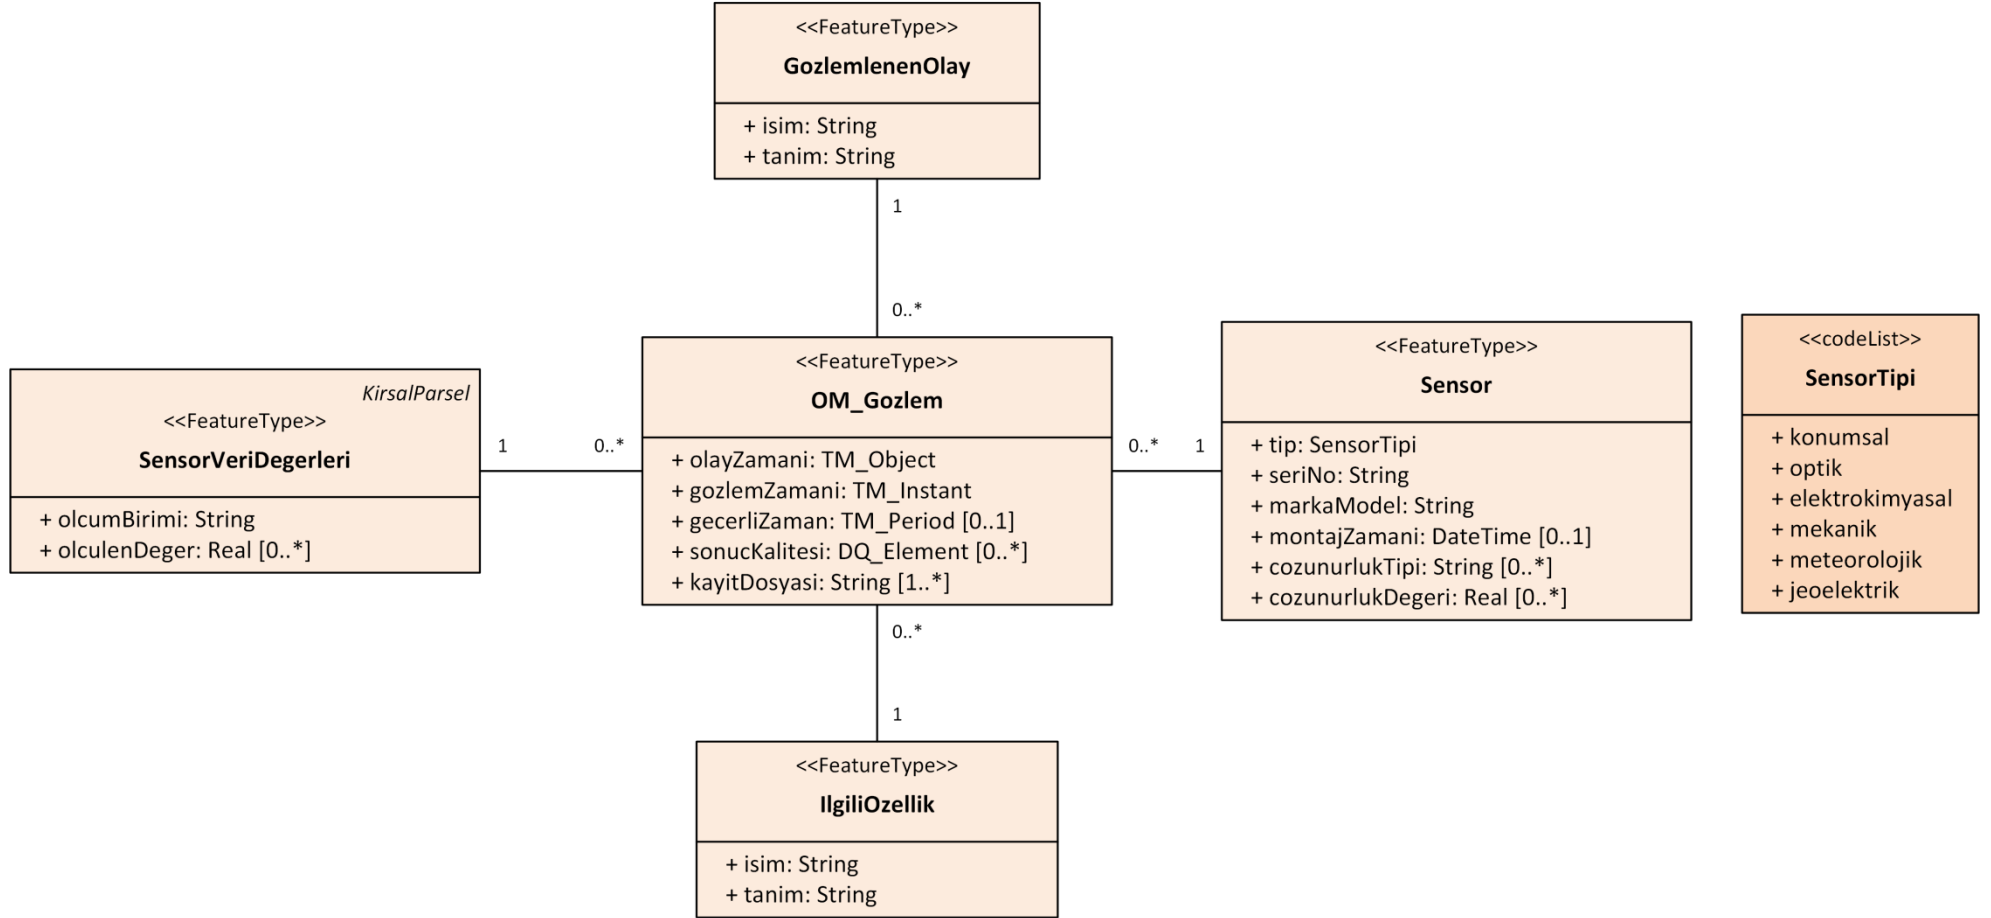 <<FeatureType>>
GozlemlenenOlay
+ isim: String
+ tanim: String
1
0..*
KirsalParsel
<<FeatureType>>
SensorVeriDegerleri
+ olcumBirimi: String
+ olculenDeger: Real [0..*]
1
0..*
<<FeatureType>>
OM_Gozlem
+ olayZamani: TM_Object
+ gozlemZamani: TM_Instant
+ gecerliZaman: TM_Period [0..1]
+ sonucKalitesi: DQ_Element [0..*]
+ kayitDosyasi: String [1..*]
0..*
1
<<FeatureType>>
Sensor
+ tip: SensorTipi
+ seriNo: String
+ markaModel: String
+ montajZamani: DateTime [0..1]
+ cozunurlukTipi: String [0..*]
+ cozunurlukDegeri: Real [0..*]
<<codeList>>
SensorTipi
+ konumsal
+ optik
+ elektrokimyasal
+ mekanik
+ meteorolojik
+ jeoelektrik
0..*
1
<<FeatureType>>
IlgiliOzellik
+ isim: String
+ tanim: String